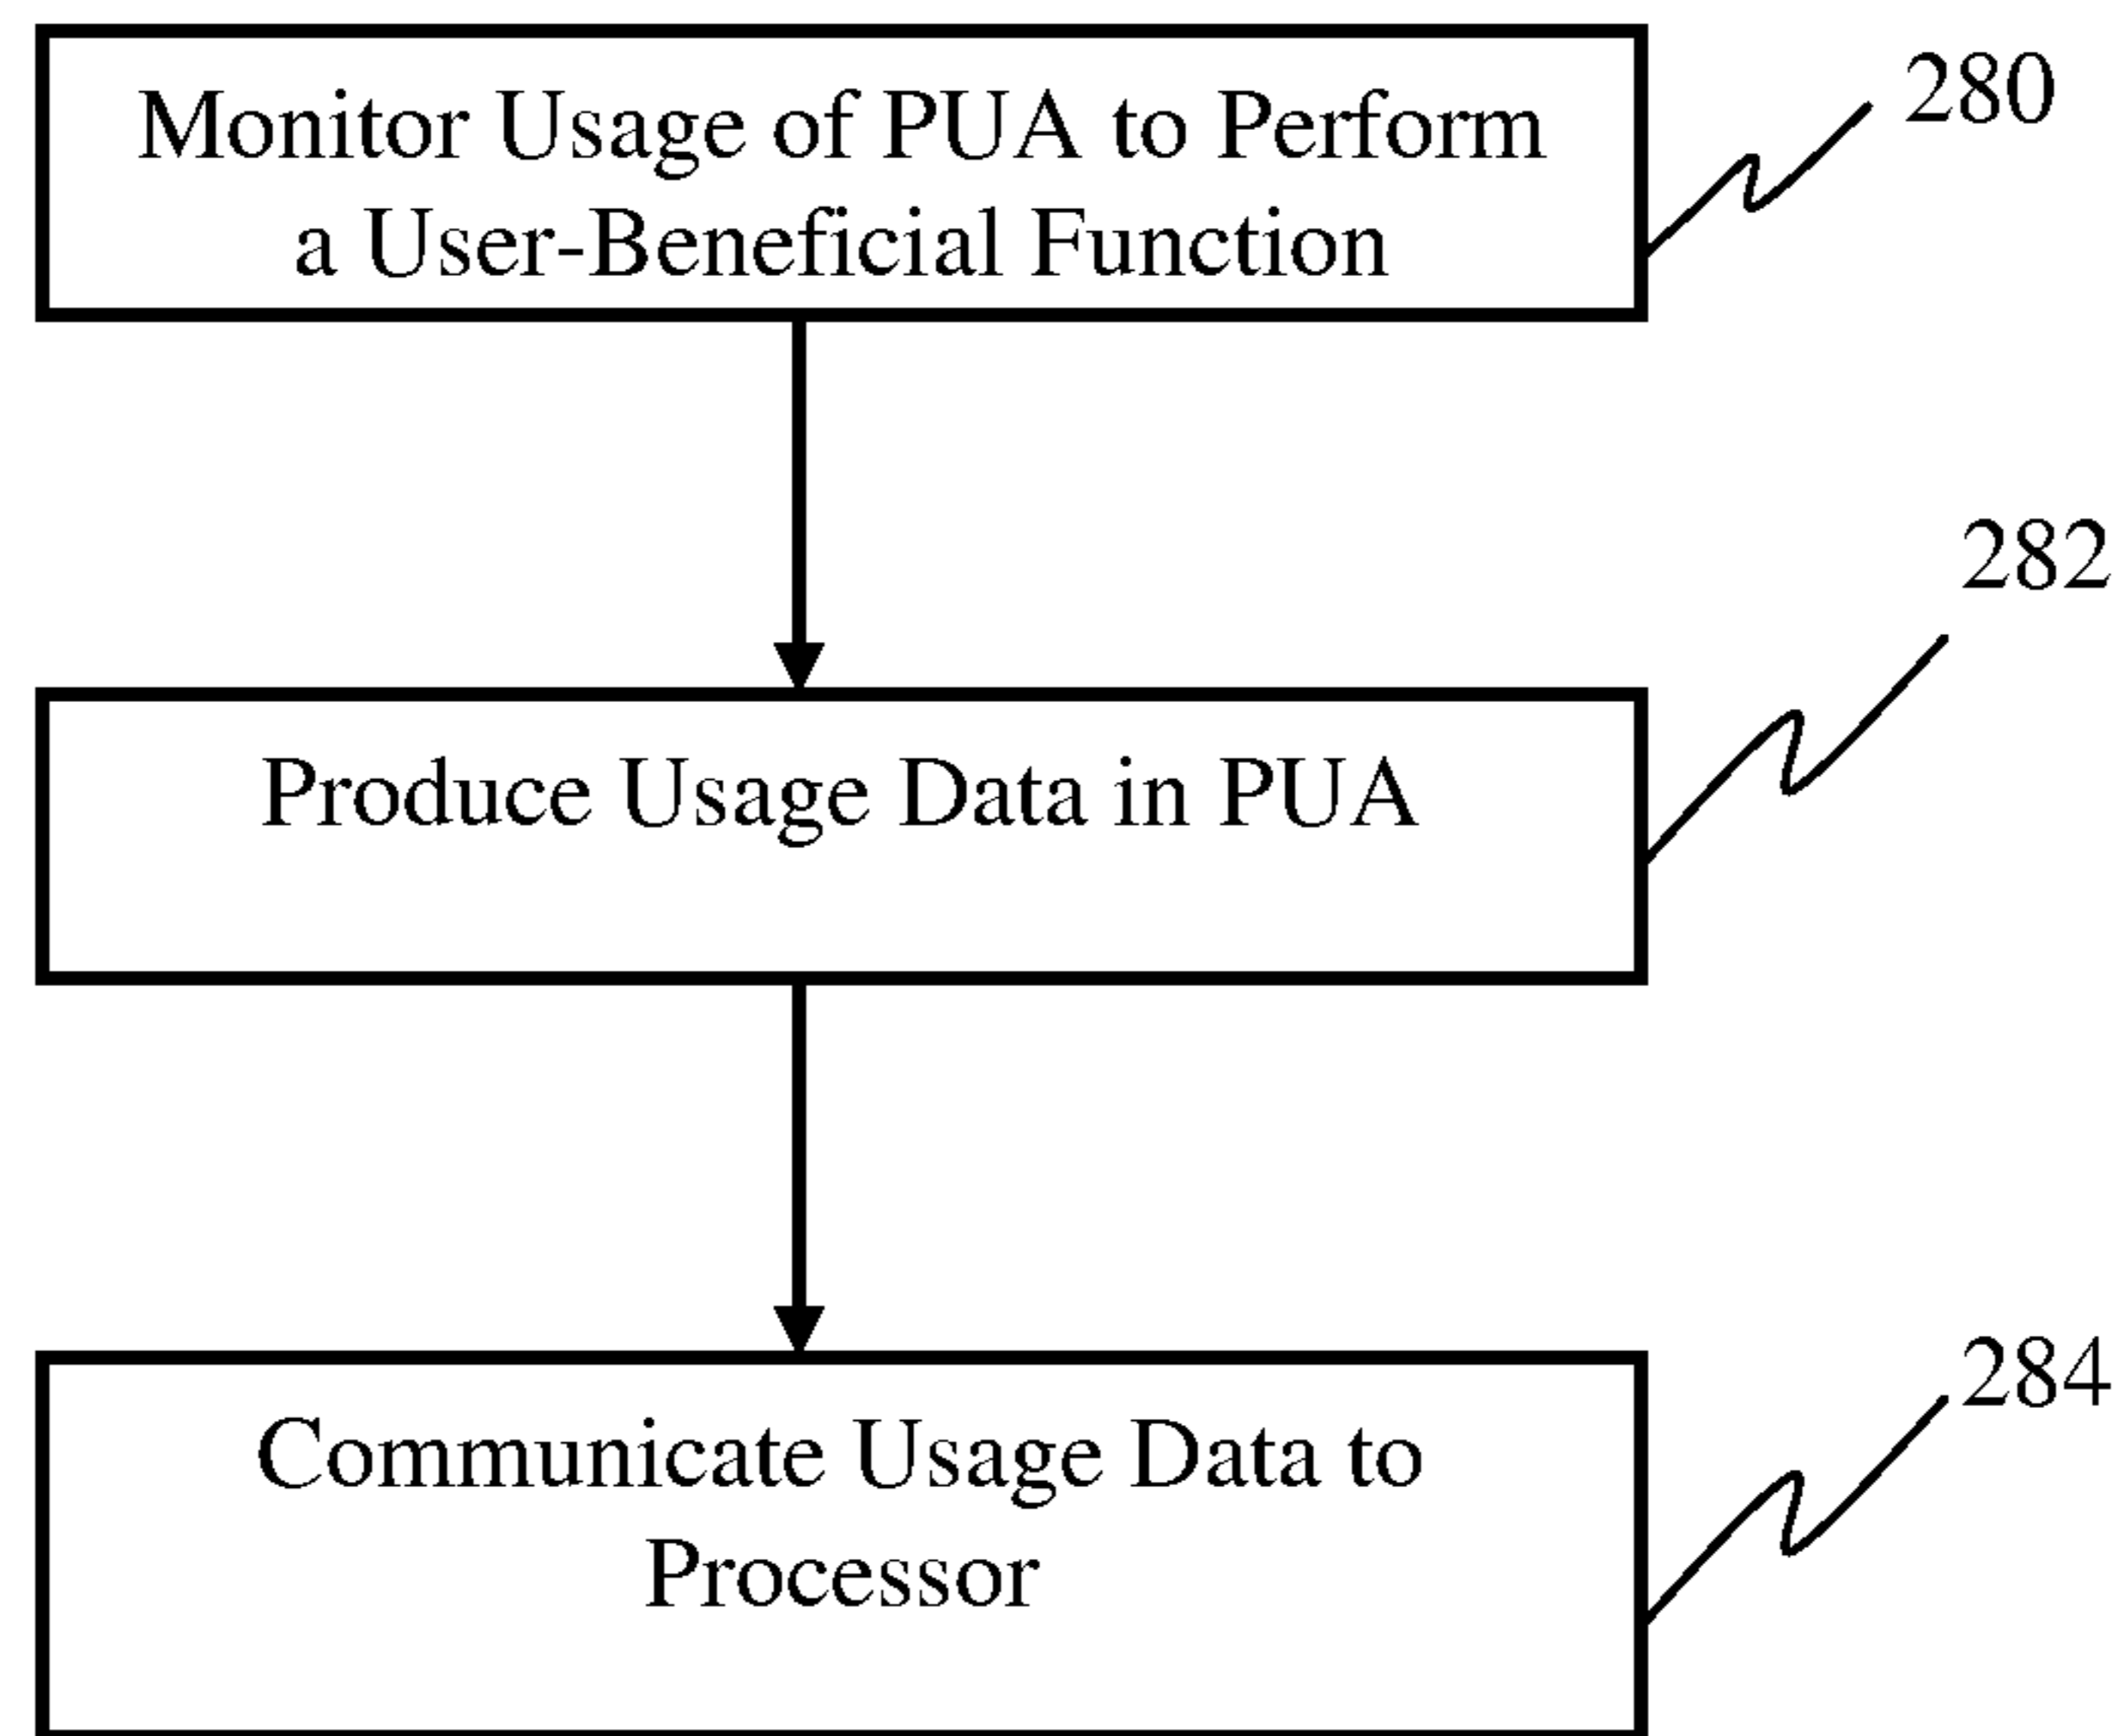 Monitor Usage of PUA to Perform
a User-Beneficial Function
280
282
Produce Usage Data in PUA
284
Communicate Usage Data to
Processor